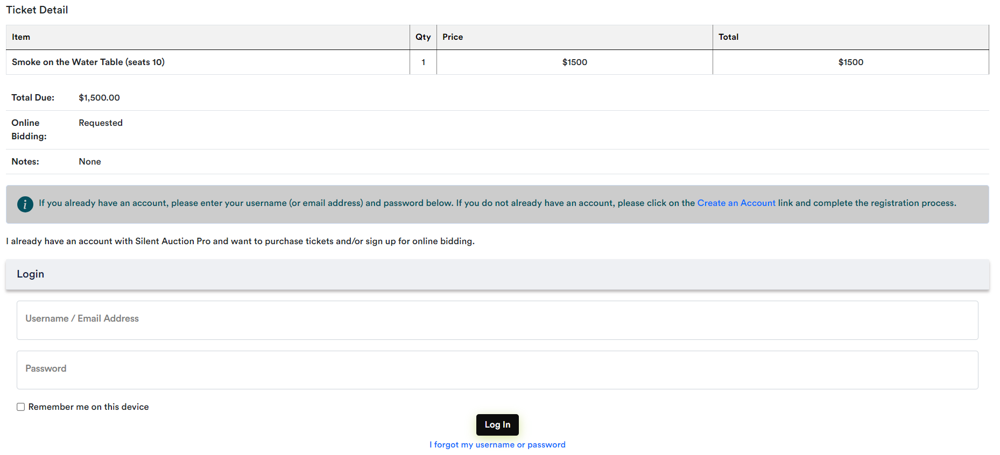 Ticket Detail
Item Qty Price Total
Smoke on the Water Table (seats 10) 1 $1500 $1500
Total Due: $1,500.00
Online Bidding: Requested
Notes: None
i If you already have an account, please enter your username (or email address) and password below. If you do not already have an account, please click on the Create an Account link and complete the registration process.
I already have an account with Silent Auction Pro and want to purchase tickets and/or sign up for online bidding.
Login
Username / Email Address
Password
Remember me on this device
Log In
I forgot my username or password